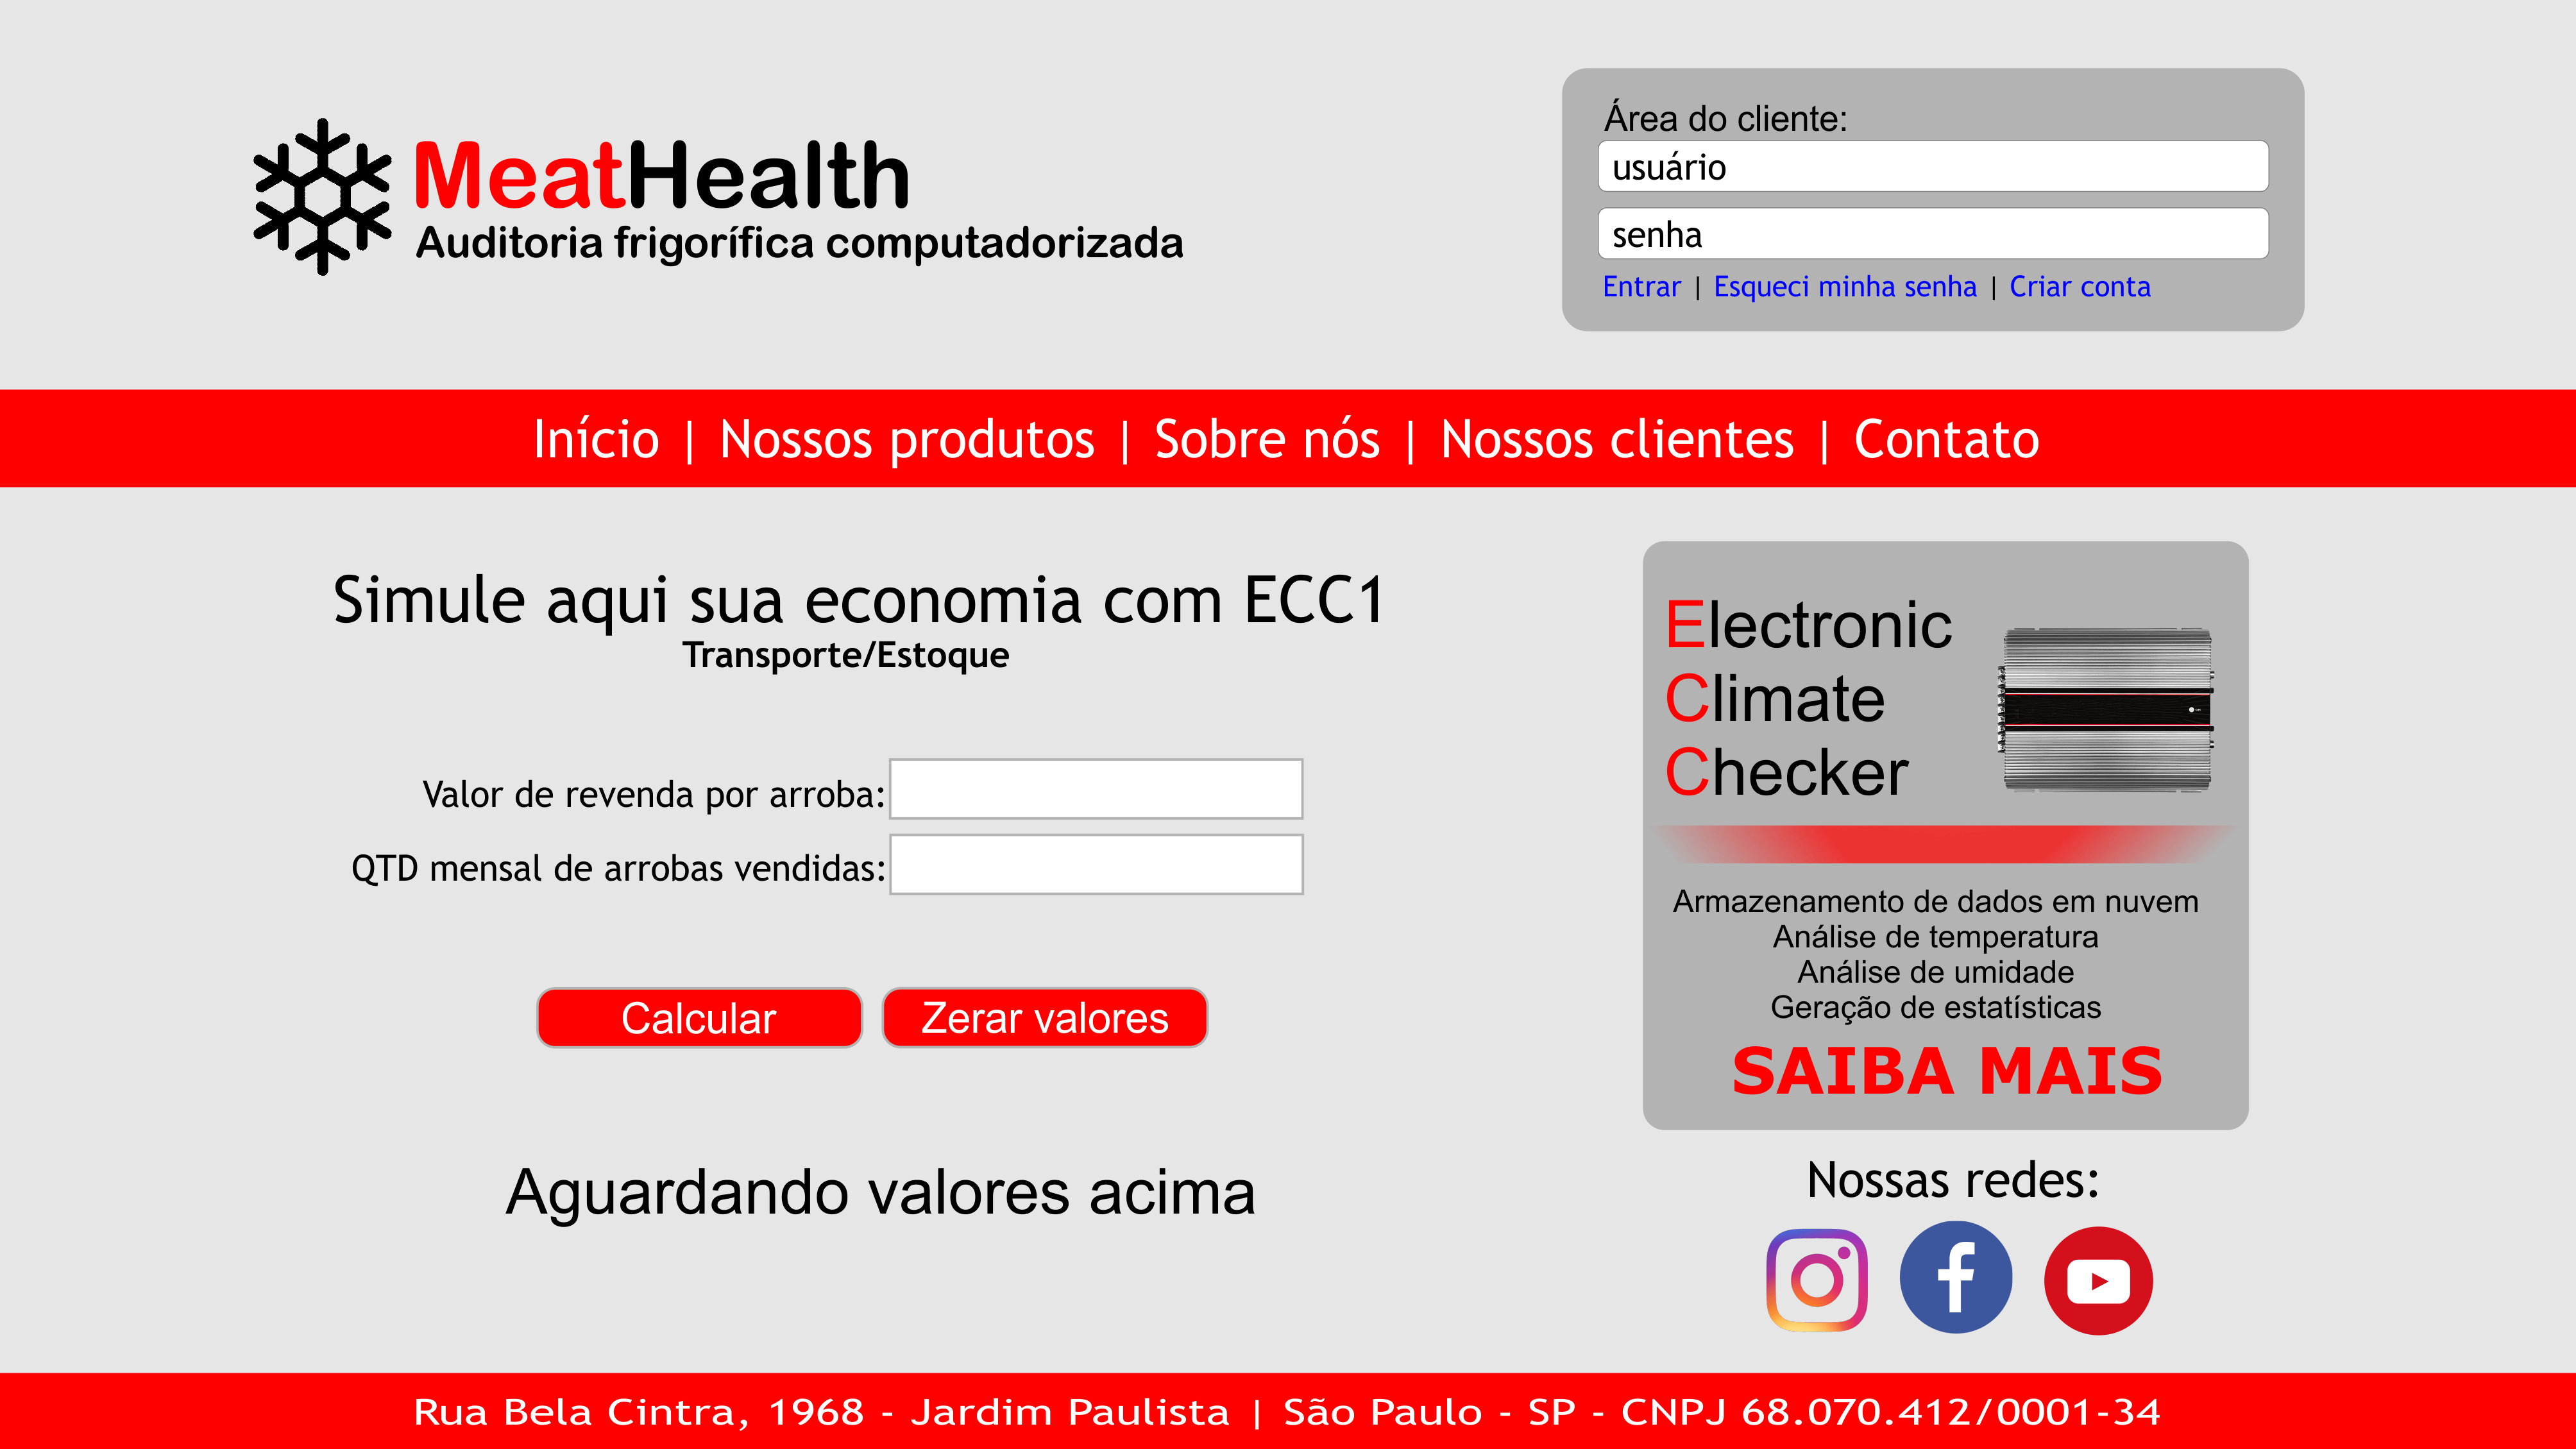 MeatHealth
Auditoria frigorífica computadorizada
Área do cliente:
usuário
senha
Entrar | Esqueci minha senha | Criar conta
Início | Nossos produtos | Sobre nós | Nossos clientes | Contato
Simule aqui sua economia com ECC1
Transporte/Estoque
Valor de revenda por arroba:
QTD mensal de arrobas vendidas:
Calcular
Zerar valores
Aguardando valores acima
Electronic
Climate
Checker
Armazenamento de dados em nuvem
Análise de temperatura
Análise de umidade
Geração de estatísticas
SAIBA MAIS
Nossas redes:
Rua Bela Cintra, 1968 - Jardim Paulista | São Paulo - SP - CNPJ 68.070.412/0001-34